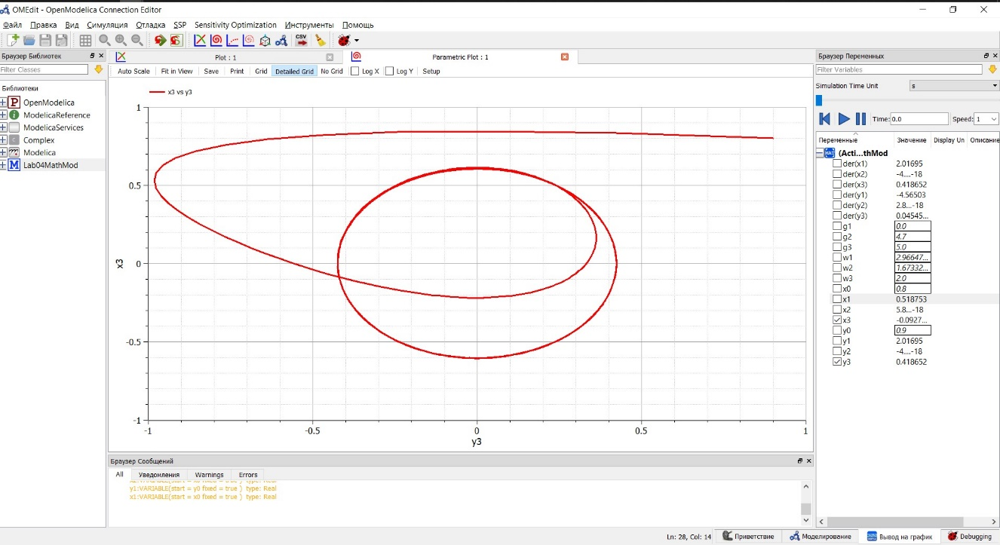 OMEdit - OpenModelica Connection Editor
Файл Правка Вид Симуляция Отладка SSP Sensitivity Optimization Инструменты Помощь
CSV
Браузер Библиотек
Filter Classes
Библиотеки
P OpenModelica
i ModelicaReference
ModelicaServices
C Complex
Modelica
M Lab04MathMod
Plot : 1
Parametric Plot : 1
Auto Scale Fit in View Save Print Grid Detailed Grid No Grid Log X Log Y Setup
x3 vs y3
1
0.5
0
-0.5
-1
x3
-1 -0.5 0 0.5 1
y3
Браузер Сообщений
All Уведомления Warnings Errors
x2:VARIABLE(start = x0 fixed = true ) type: Real
y1:VARIABLE(start = y0 fixed = true ) type: Real
x1:VARIABLE(start = x0 fixed = true ) type: Real
Браузер Переменных
Filter Variables
Simulation Time Unit s
Time: 0.0 Speed: 1
Переменные Значение Display Un Описание
(Acti...thMod
der(x1) 2.01695
der(x2) -4....-18
der(x3) 0.418652
der(y1) -4.56503
der(y2) 2.8...-18
der(y3) 0.04545...
g1 0.0
g2 4.7
g3 5.0
w1 2.96647...
w2 1.67332...
w3 2.0
x0 0.8
x1 0.518753
x2 5.8...-18
x3 -0.0927...
y0 0.9
y1 2.01695
y2 -4....-18
y3 0.418652
Ln: 28, Col: 14 Приветствие Моделирование Вывод на график Debugging